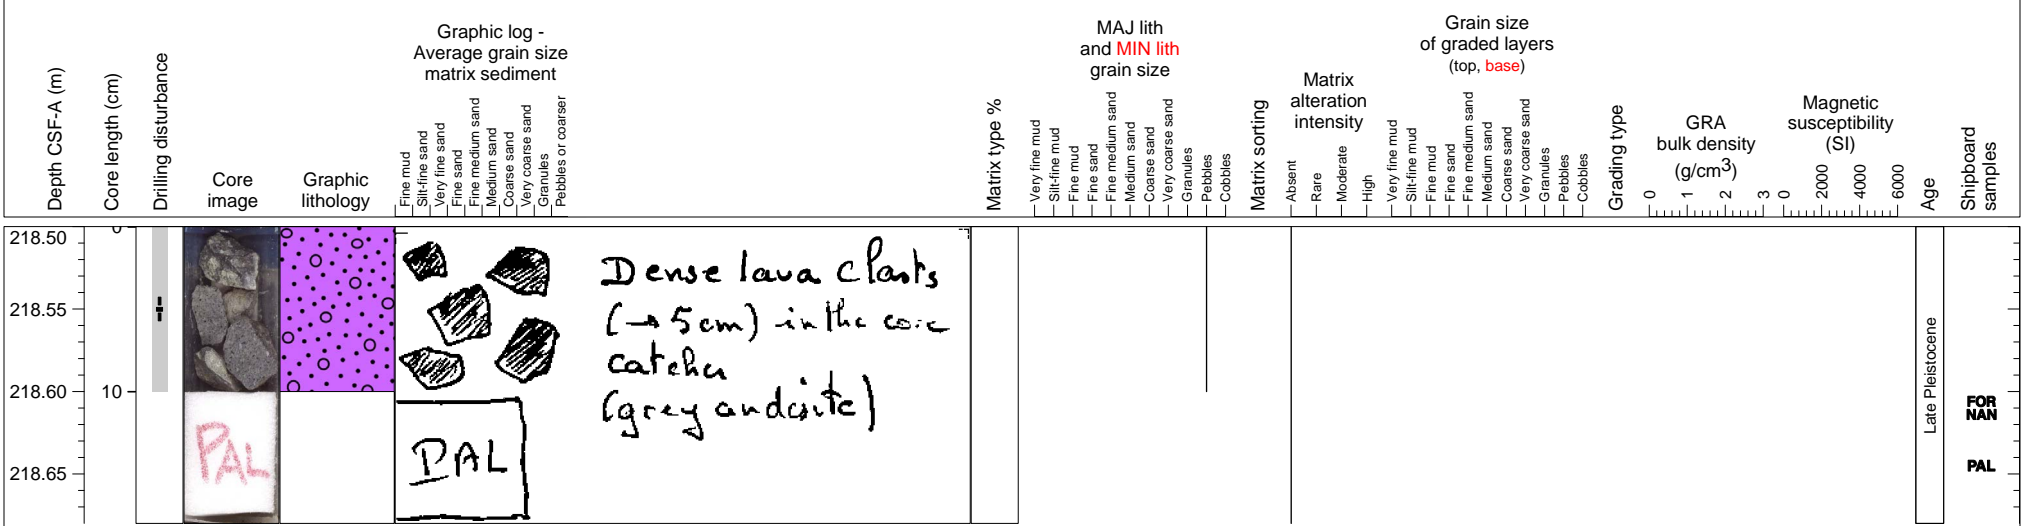 Depth CSF-A (m)
Core length (cm)
Drilling disturbance
Core
image
Graphic
lithology
Graphic log -
Average grain size
matrix sediment
Fine mud
Silt-fine sand
Very fine sand
Fine sand
Fine medium sand
Medium sand
Coarse sand
Very coarse sand
Granules
Pebbles or coarser
Matrix type %
MAJ lith
and MIN lith
grain size
Very fine mud
Silt-fine mud
Fine mud
Fine sand
Fine medium sand
Medium sand
Coarse sand
Very coarse sand
Granules
Pebbles
Cobbles
Matrix sorting
Matrix
alteration
intensity
Absent
Rare
Moderate
High
Grain size
of graded layers
(top, base)
Very fine mud
Silt-fine mud
Fine mud
Fine sand
Fine medium sand
Medium sand
Coarse sand
Very coarse sand
Granules
Pebbles
Cobbles
Grading type
GRA
bulk density
(g/cm3)
0
1
2
3
Magnetic
susceptibility
(SI)
0
2000
4000
6000
Age
Shipboard
samples
218.50
218.55
218.60
218.65
0
10
PAL
Dense lava clasts
(→ 5cm) in the core
catcher
(grey andesite)
PAL
Late Pleistocene
FOR
NAN
PAL